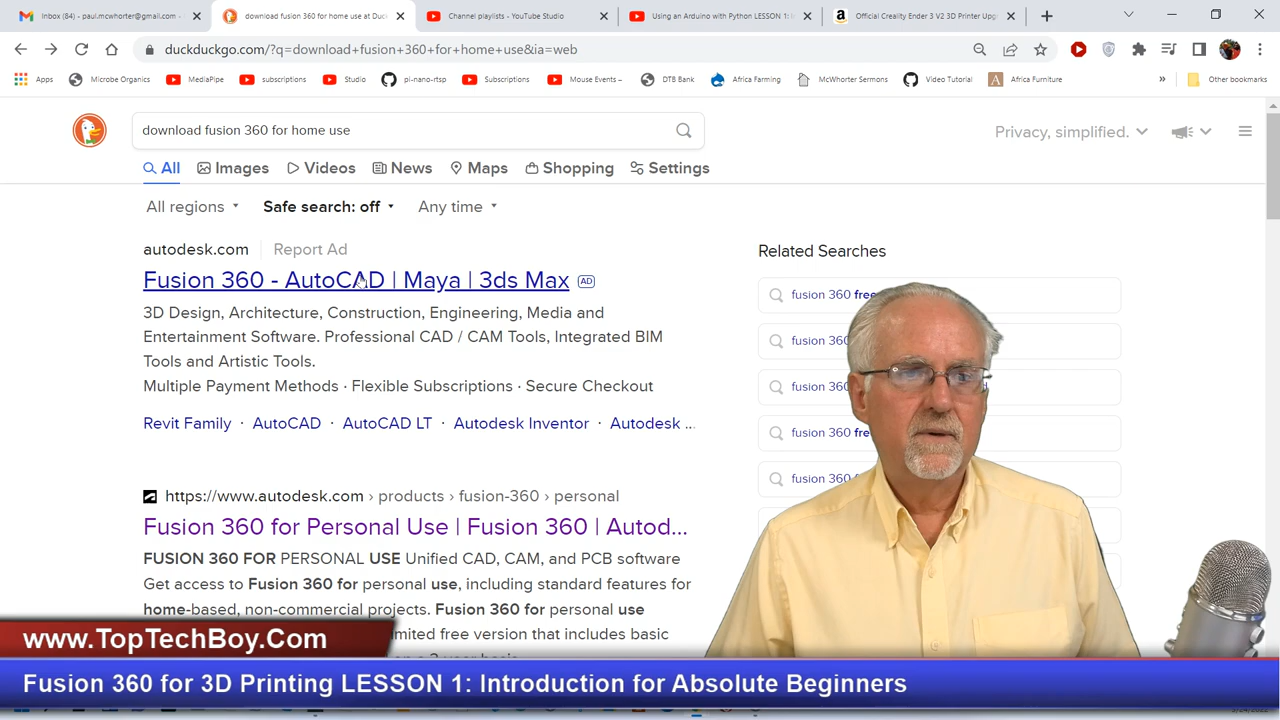 Inbox (84) - paul.mcwhorter@gmail.com -
download fusion 360 for home use at Duck
Channel playlists - YouTube Studio
Using an Arduino with Python LESSON 1:
Official Creality Ender 3 V2 3D Printer Upg
duckduckgo.com/?q=download+fusion+360+for+home+use&ia=web
Apps
Microbe Organics
MediaPipe
subscriptions
Studio
pi-nano-rtsp
Subscriptions
Mouse Events –
DTB Bank
Africa Farming
McWhorter Sermons
Video Tutorial
Africa Furniture
»
Other bookmarks
download fusion 360 for home use
Privacy, simplified.
All
Images
Videos
News
Maps
Shopping
Settings
All regions
Safe search: off
Any time
autodesk.com
Report Ad
Fusion 360 - AutoCAD | Maya | 3ds Max
AD
3D Design, Architecture, Construction, Engineering, Media and
Entertainment Software. Professional CAD / CAM Tools, Integrated BIM
Tools and Artistic Tools.
Multiple Payment Methods · Flexible Subscriptions · Secure Checkout
Revit Family · AutoCAD · AutoCAD LT · Autodesk Inventor · Autodesk ...
https://www.autodesk.com › products › fusion-360 › personal
Fusion 360 for Personal Use | Fusion 360 | Autod...
FUSION 360 FOR PERSONAL USE Unified CAD, CAM, and PCB software
Get access to Fusion 360 for personal use, including standard features for
home-based, non-commercial projects. Fusion 360 for personal use
limited free version that includes basic
Related Searches
fusion 360
fusion 360
fusion 360
fusion 360
fusion 360
www.TopTechBoy.Com
Fusion 360 for 3D Printing LESSON 1: Introduction for Absolute Beginners